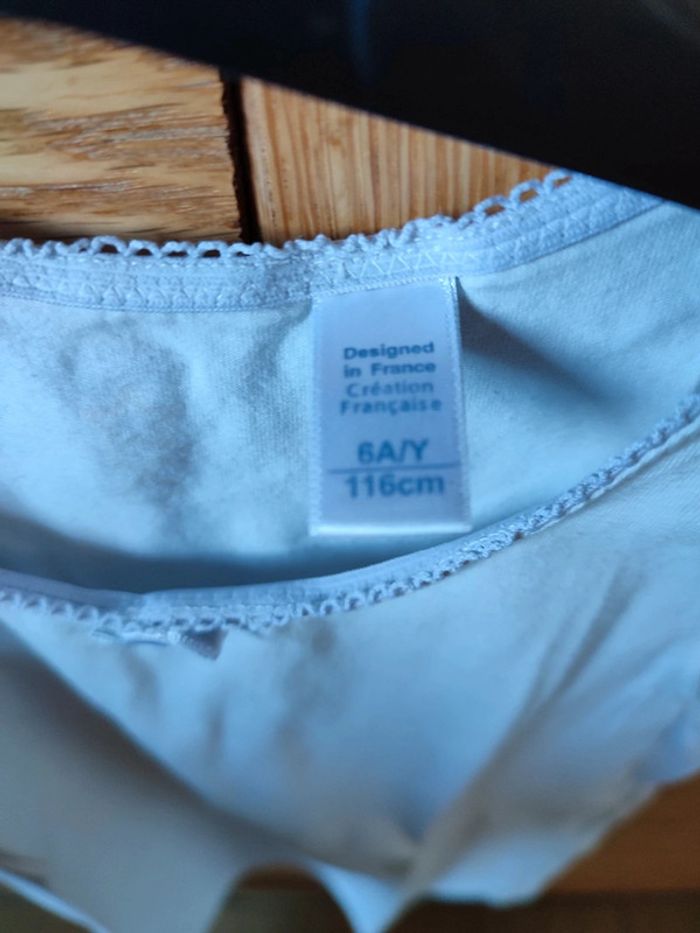 Designed
in France
Création
Française
6A/Y
116cm